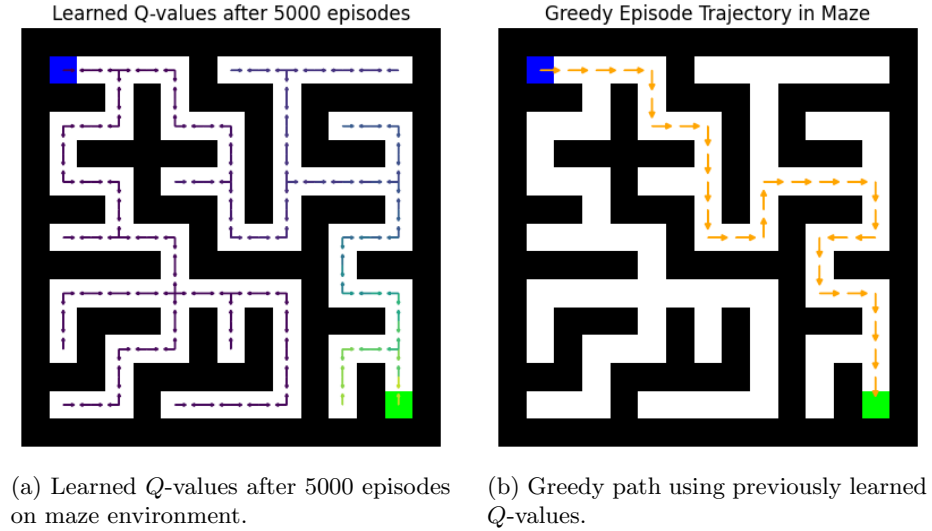 Learned Q-values after 5000 episodes
Greedy Episode Trajectory in Maze
(a) Learned Q-values after 5000 episodes
on maze environment.
(b) Greedy path using previously learned
Q-values.